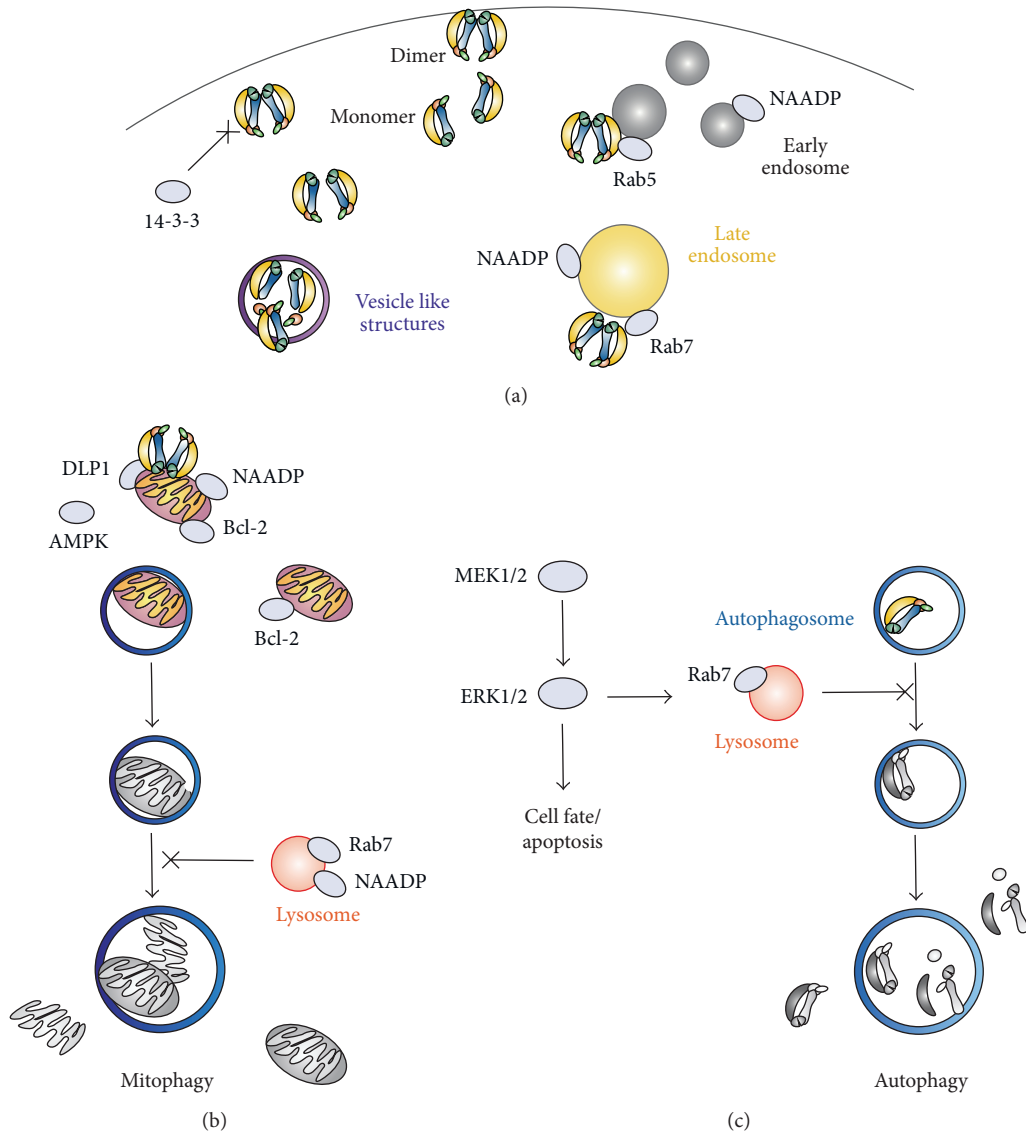 Dimer
Monomer
14-3-3
NAADP
Early
endosome
Rab5
NAADP
Late
endosome
Vesicle like
structures
Rab7
(a)
DLP1
NAADP
AMPK
Bcl-2
Bcl-2
Rab7
NAADP
Lysosome
Mitophagy
(b)
MEK1/2
Autophagosome
ERK1/2
Rab7
Lysosome
Cell fate/
apoptosis
Autophagy
(c)